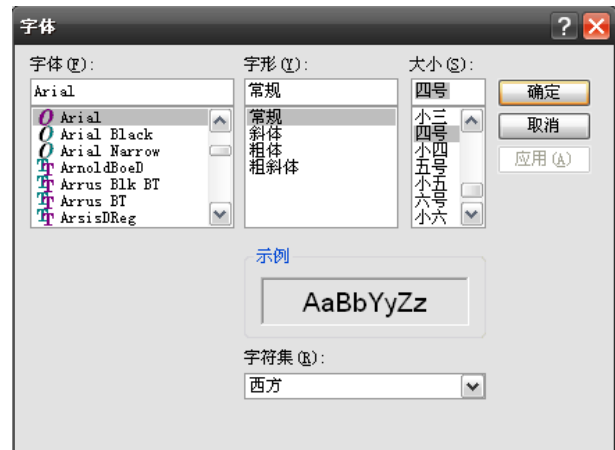 字体
字体(F):
Arial
Arial
Arial Black
Arial Narrow
ArnoldBoeD
Arrus Blk BT
Arrus BT
ArsisDReg
字形(Y):
常规
常规
斜体
粗体
粗斜体
大小(S):
四号
小三
四号
小四
五号
小五
六号
小六
确定
取消
应用(A)
示例
AaBbYyZz
字符集(R):
西方